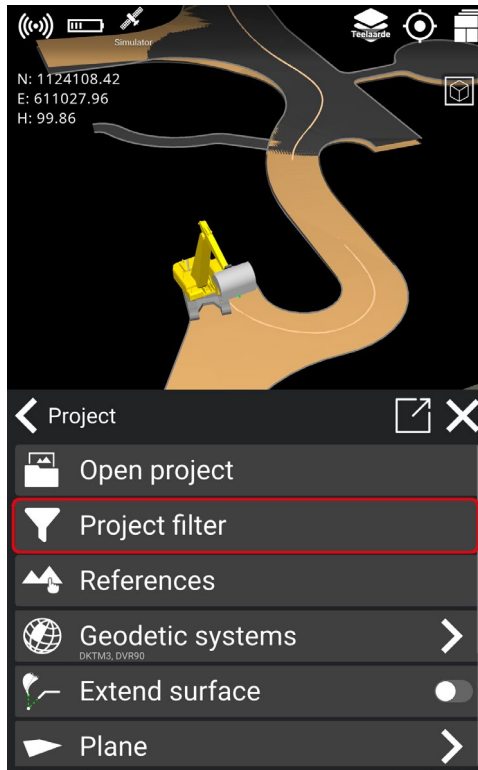 Simulator
Teelaarde
N: 1124108.42
E: 611027.96
H: 99.86
Project
Open project
Project filter
References
Geodetic systems
DKTM3, DVR90
Extend surface
Plane